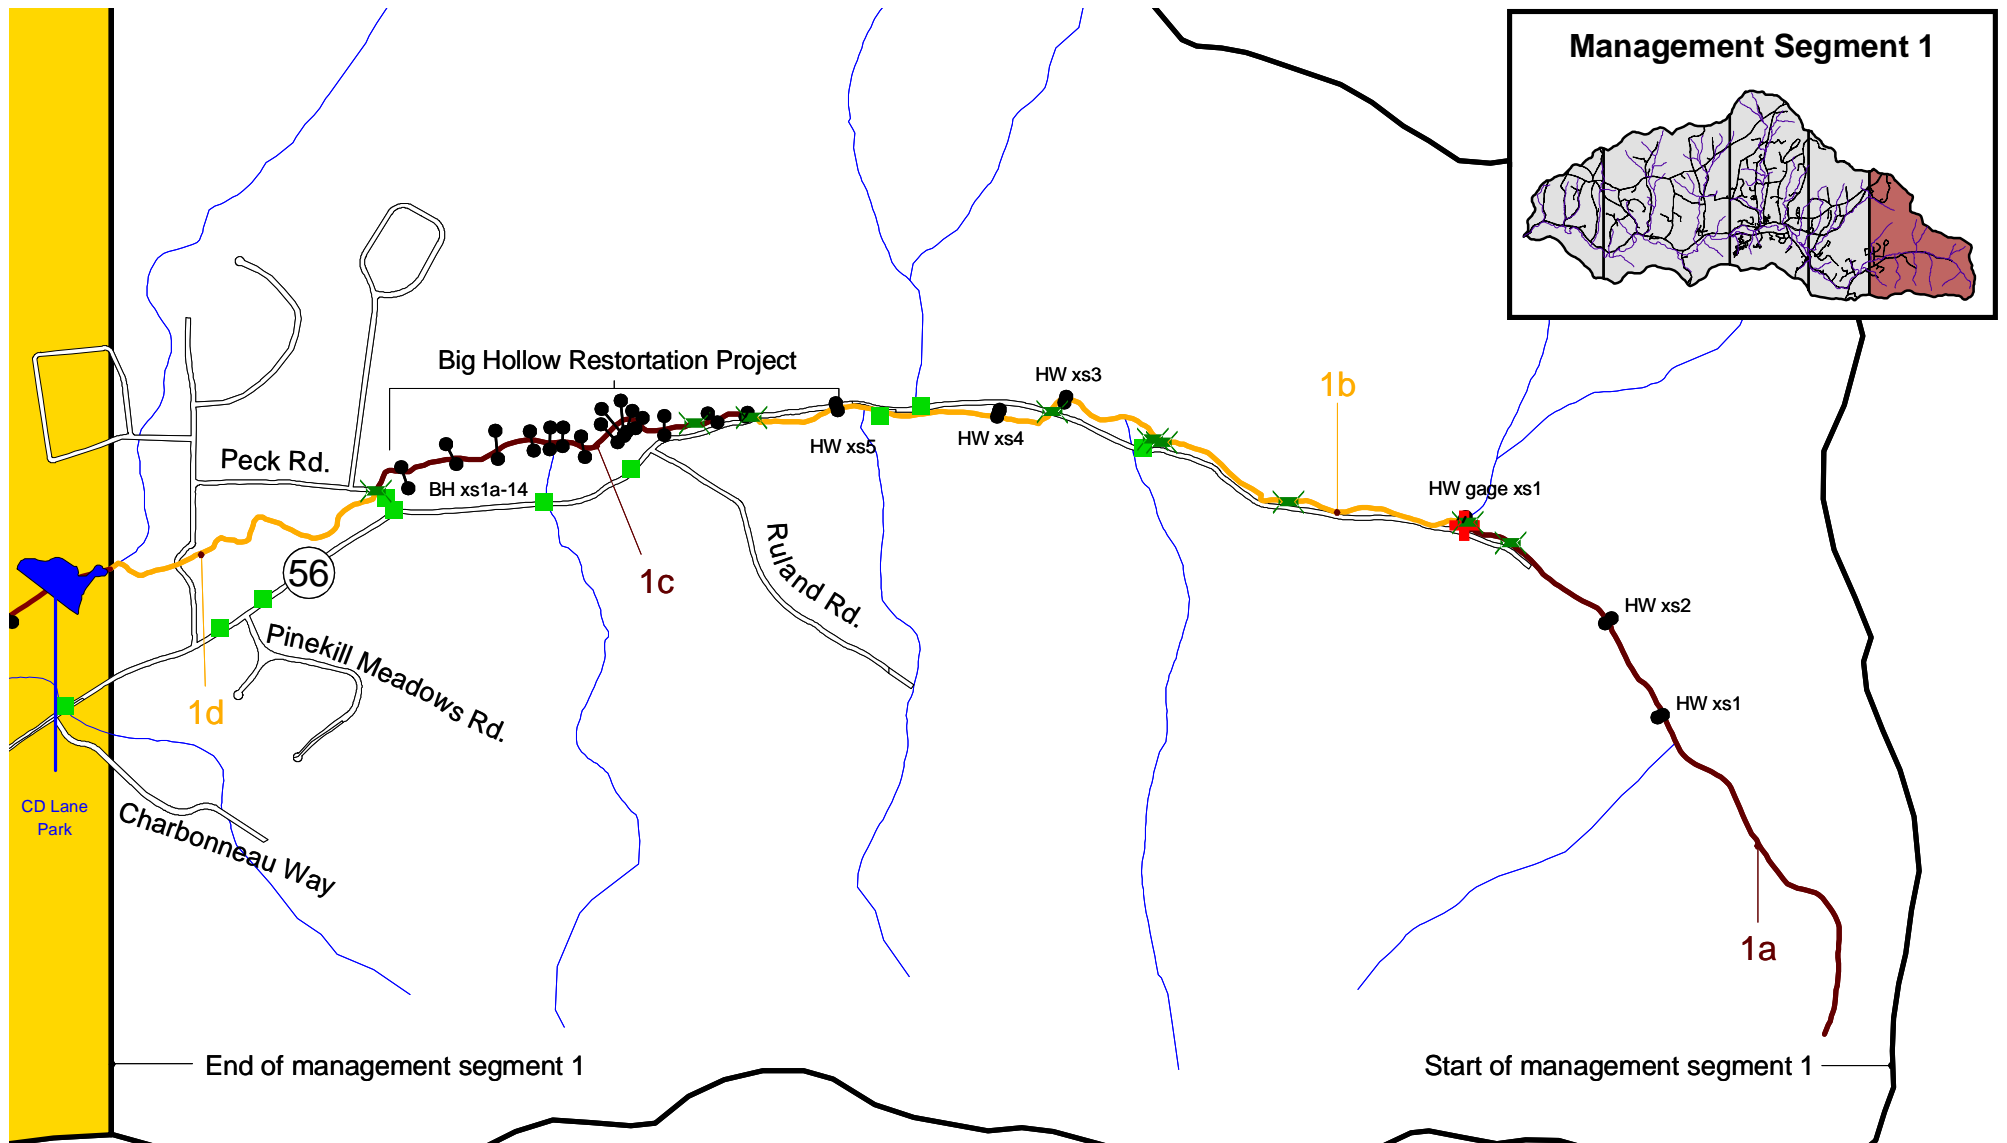 Management Segment 1
Big Hollow Restortation Project
HW xs3
1b
HW xs5
HW xs4
Peck Rd.
BH xs1a-14
HW gage xs1
Ruland Rd.
56
1c
HW xs2
Pinekill Meadows Rd.
1d
HW xs1
CD Lane
Park
Charbonneau Way
1a
End of management segment 1
Start of management segment 1